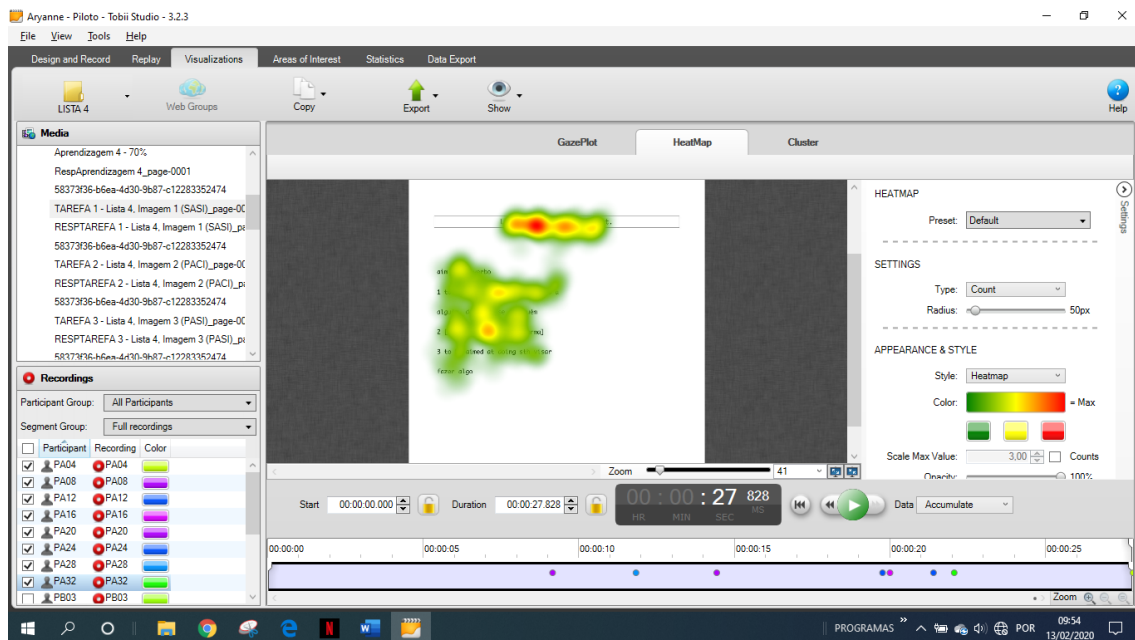 Aryanne - Piloto - Tobii Studio - 3.2.3
File View Tools Help
Design and Record Replay Visualizations Areas of Interest Statistics Data Export
LISTA 4
Web Groups
Copy
Export
Show
Help
Media
Aprendizagem 4 - 70%
RespAprendizagem 4_page-0001
58373f36-b6ea-4d30-9b87-c12283352474
TAREFA 1 - Lista 4, Imagem 1 (SASI)_page-00
RESPTAREFA 1 - Lista 4, Imagem 1 (SASI)_pa
58373f36-b6ea-4d30-9b87-c12283352474
TAREFA 2 - Lista 4, Imagem 2 (PACI)_page-00
RESPTAREFA 2 - Lista 4, Imagem 2 (PACI)_pa
58373f36-b6ea-4d30-9b87-c12283352474
TAREFA 3 - Lista 4, Imagem 3 (PASI)_page-00
RESPTAREFA 3 - Lista 4, Imagem 3 (PASI)_pa
58373f36-b6ea-4d30-9b87-c12283352474
Recordings
Participant Group: All Participants
Segment Group: Full recordings
Participant Recording Color
PA04 PA04
PA08 PA08
PA12 PA12
PA16 PA16
PA20 PA20
PA24 PA24
PA28 PA28
PA32 PA32
PB03 PB03
GazePlot HeatMap Cluster
1
2
3 to
fazer algo
HEATMAP
Preset: Default
SETTINGS
Type: Count
Radius: 50px
APPEARANCE & STYLE
Style: Heatmap
Color: = Max
Scale Max Value: 3,00 Counts
Opacity: 100%
Settings
Zoom 41
Start 00:00:00.000 Duration 00:00:27.828
00 : 00 : 27 828
HR MIN SEC MS
Data Accumulate
00:00:00 00:00:05 00:00:10 00:00:15 00:00:20 00:00:25
Zoom
PROGRAMAS POR
09:54
13/02/2020